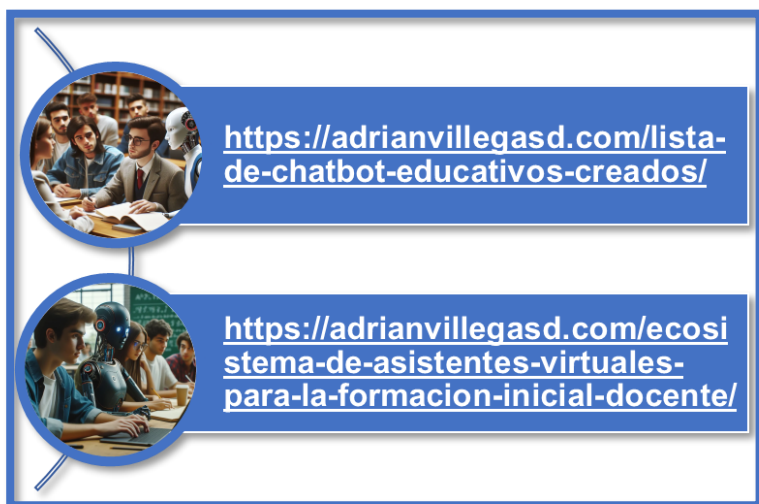 https://adrianvillegasd.com/lista-
de-chatbot-educativos-creados/
https://adrianvillegasd.com/ecosi
stema-de-asistentes-virtuales-
para-la-formacion-inicial-docente/